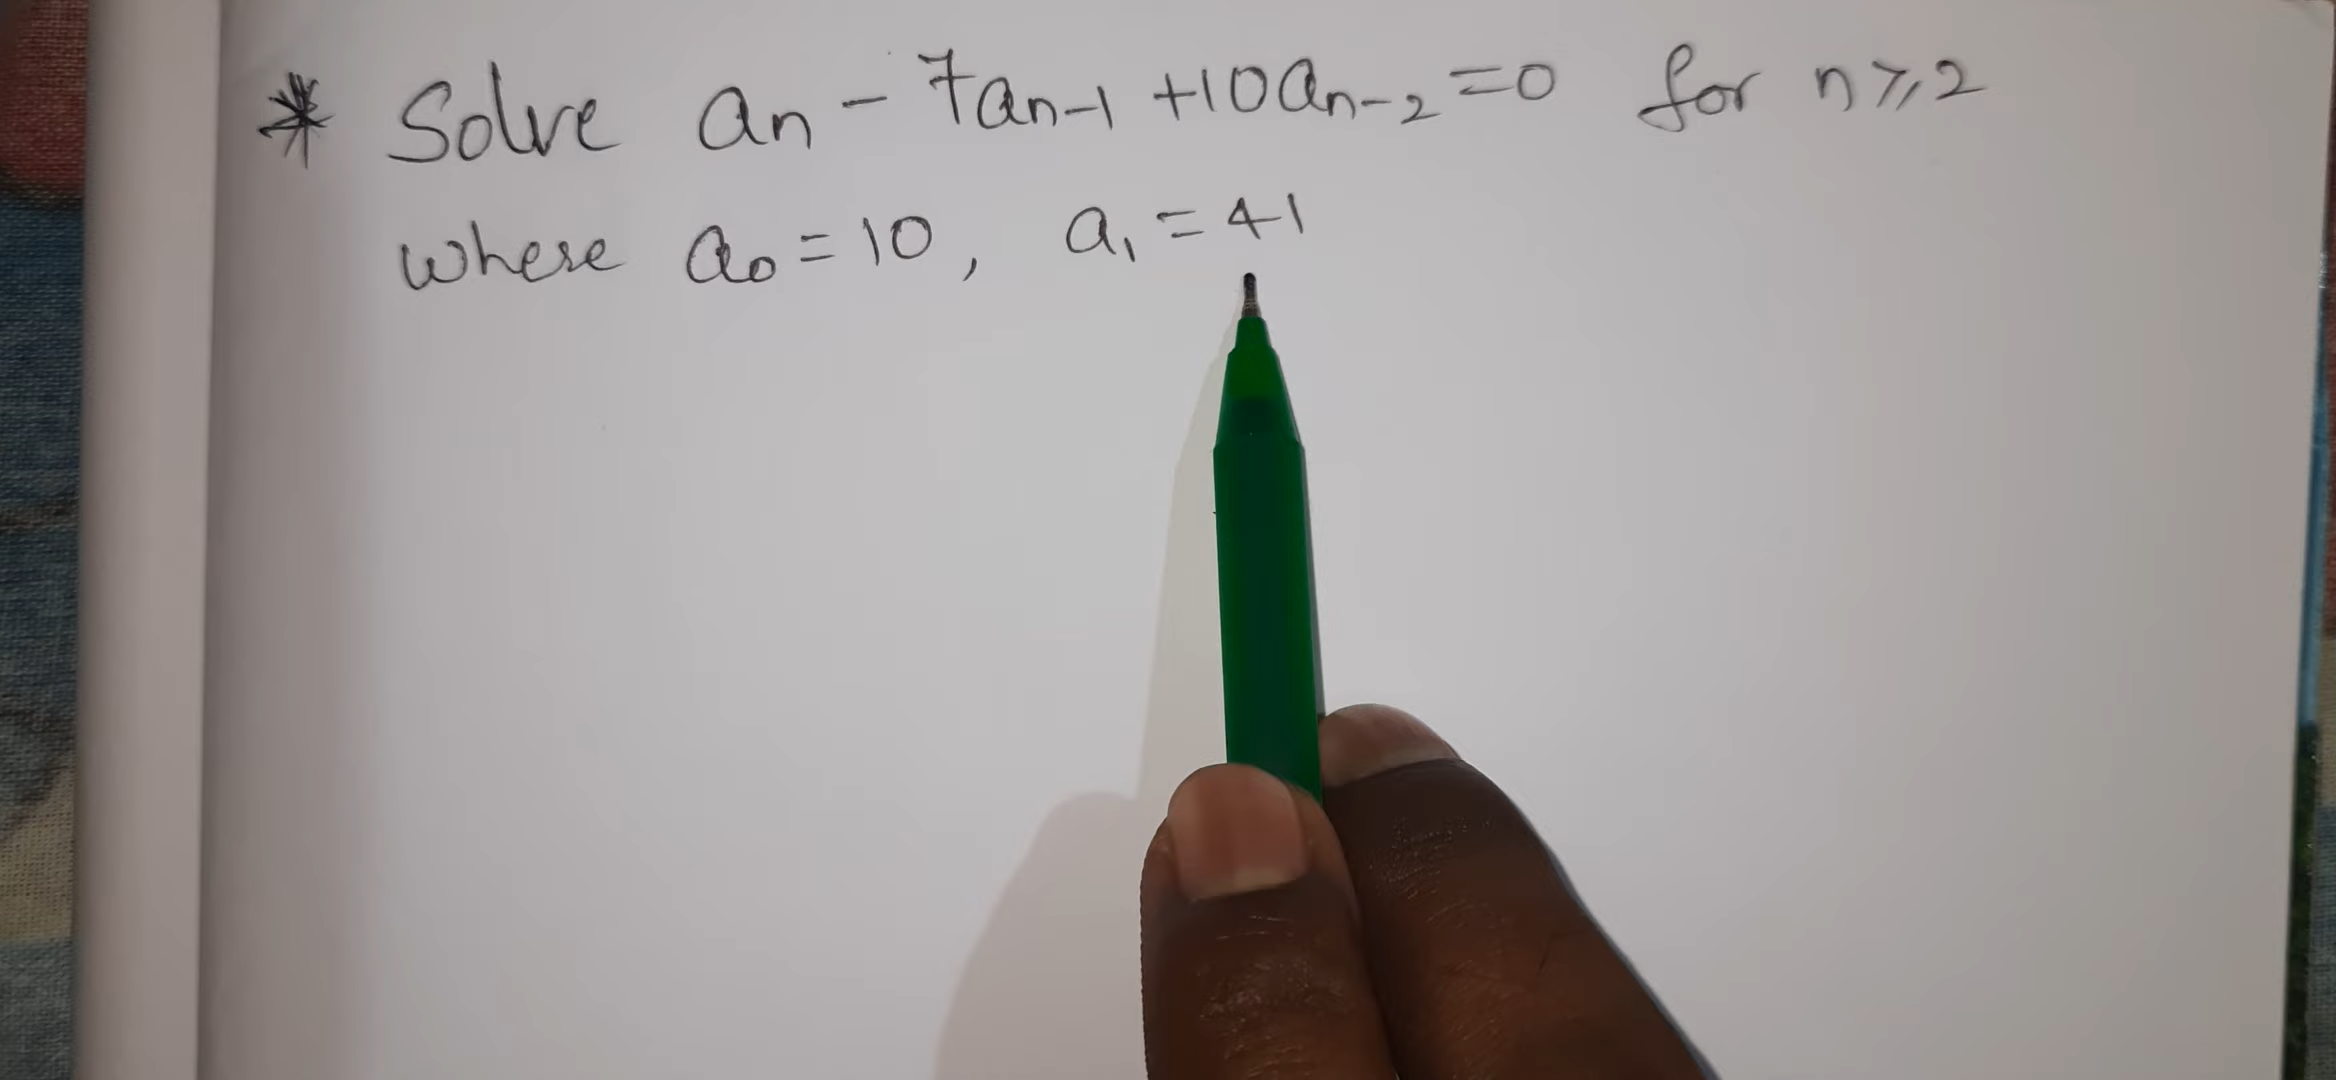 * Solve aₙ - 7aₙ₋₁ + 10aₙ₋₂ = 0 for n ⩾ 2
where a₀ = 10, a₁ = 41